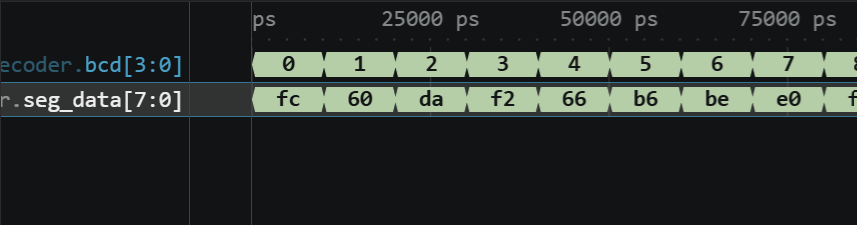 ps 25000 ps 50000 ps 75000 ps
ecoder.bcd[3:0] 0 1 2 3 4 5 6 7
r.seg_data[7:0] fc 60 da f2 66 b6 be e0 f